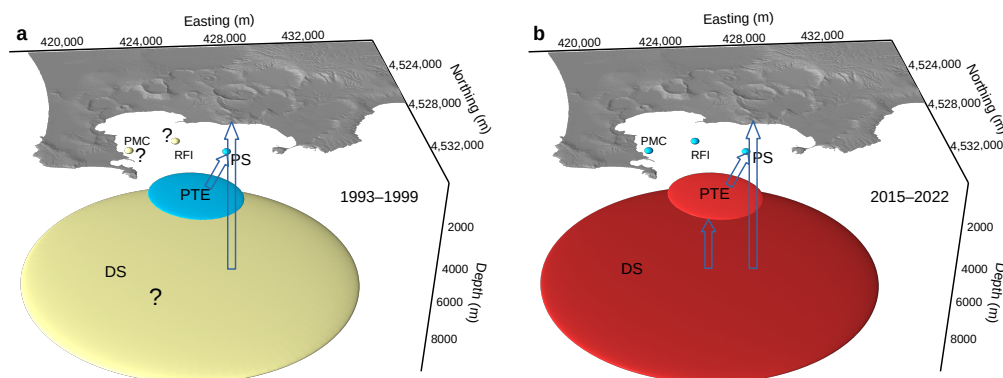 a
Easting (m)
420,000
424,000
428,000
432,000
4,524,000
4,528,000
4,532,000
Northing (m)
PMC
?
?
RFI
PS
PTE
1993–1999
DS
?
2000
4000
6000
8000
Depth (m)
b
Easting (m)
420,000
424,000
428,000
432,000
4,524,000
4,528,000
4,532,000
Northing (m)
PMC
RFI
PS
PTE
2015–2022
DS
2000
4000
6000
8000
Depth (m)